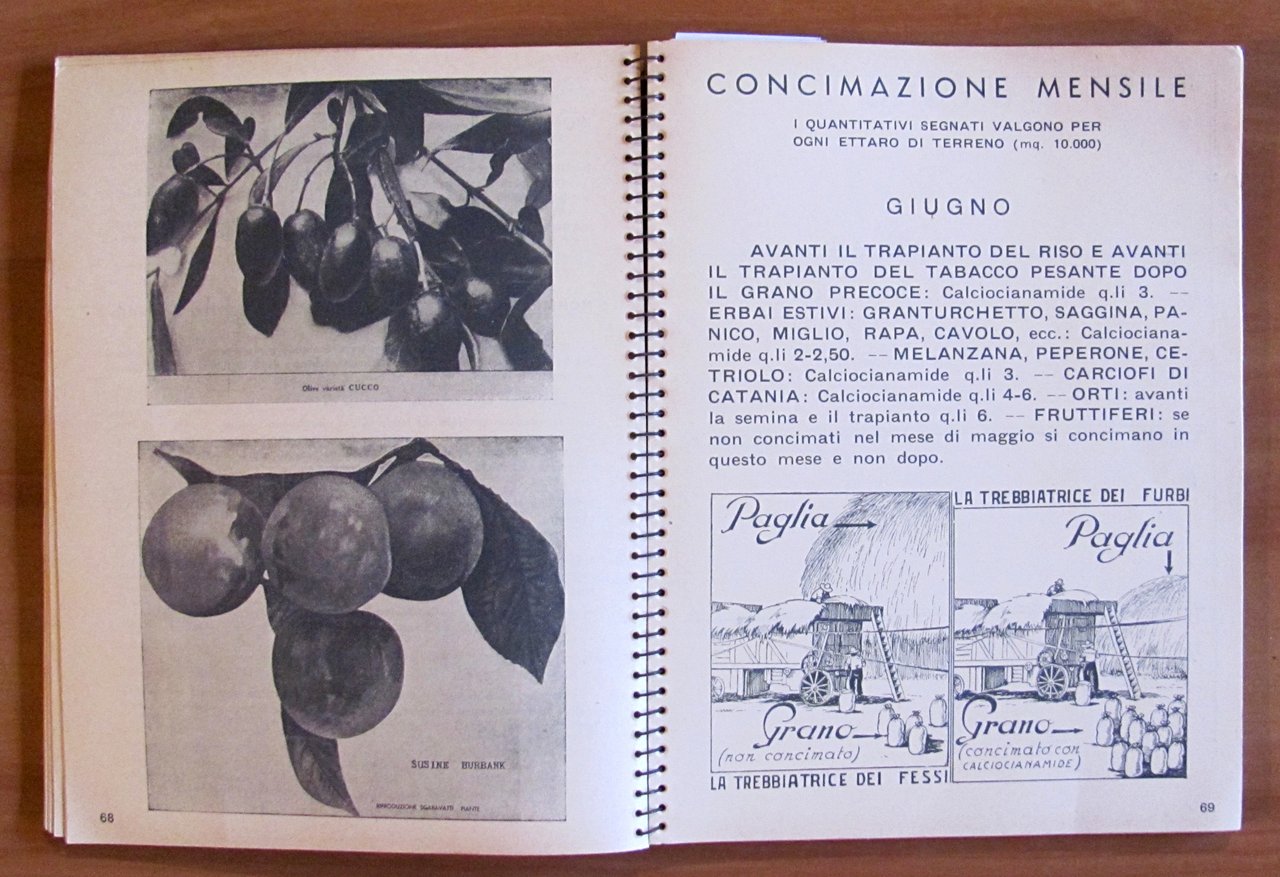 Olive varietà CUCCO
SUSINE BURBANK
RIPRODUZIONE SGARAVATTI PIANTE
68
CONCIMAZIONE MENSILE
I QUANTITATIVI SEGNATI VALGONO PER
OGNI ETTARO DI TERRENO (mq. 10.000)
GIUGNO
AVANTI IL TRAPIANTO DEL RISO E AVANTI
IL TRAPIANTO DEL TABACCO PESANTE DOPO
IL GRANO PRECOCE: Calciocianamide q.li 3. —
ERBAI ESTIVI: GRANTURCHETTO, SAGGINA, PA-
NICO, MIGLIO, RAPA, CAVOLO, ecc.: Calciociana-
mide q.li 2-2,50. — MELANZANA, PEPERONE, CE-
TRIOLO: Calciocianamide q.li 3. — CARCIOFI DI
CATANIA: Calciocianamide q.li 4-6. — ORTI: avanti
la semina e il trapianto q.li 6. — FRUTTIFERI: se
non concimati nel mese di maggio si concimano in
questo mese e non dopo.
Paglia
Grano
(non concimato)
LA TREBBIATRICE DEI FESSI
LA TREBBIATRICE DEI FURBI
Paglia
Grano
(concimato con
CALCIOCIANAMIDE)
69